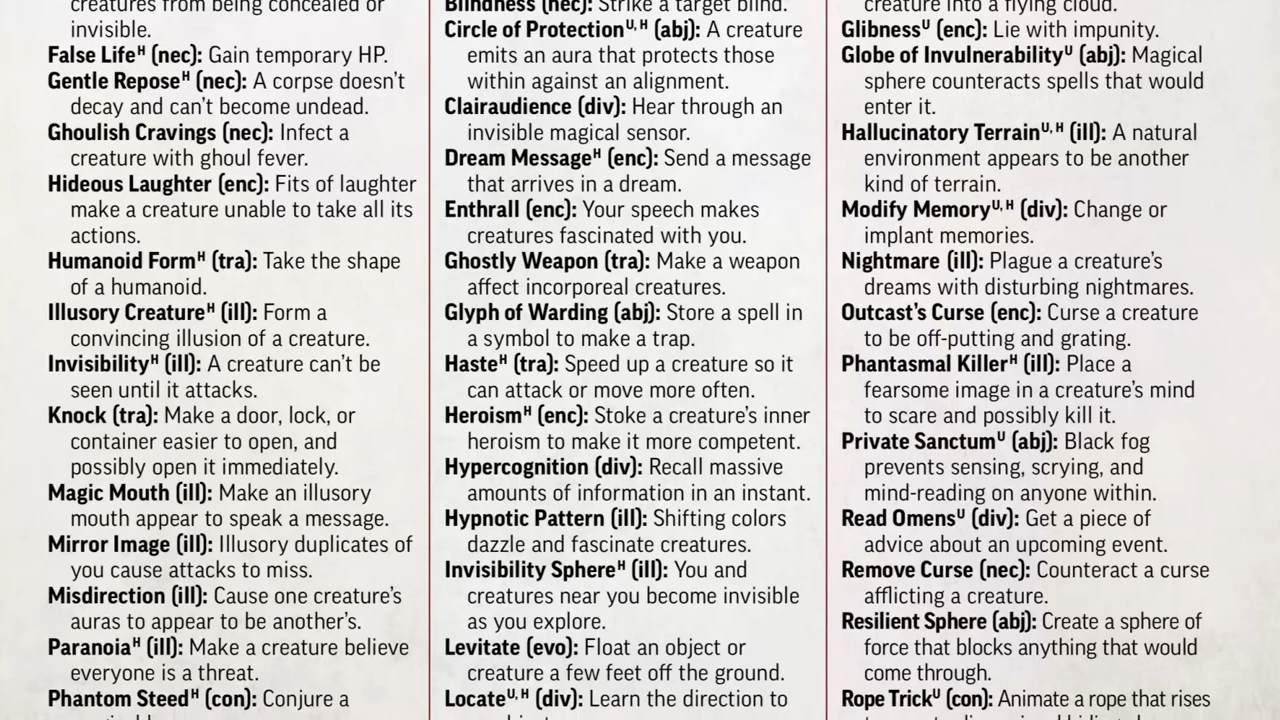 creatures from being concealed or
invisible.
False Lifeᴴ (nec): Gain temporary HP.
Gentle Reposeᴴ (nec): A corpse doesn't
decay and can't become undead.
Ghoulish Cravings (nec): Infect a
creature with ghoul fever.
Hideous Laughter (enc): Fits of laughter
make a creature unable to take all its
actions.
Humanoid Formᴴ (tra): Take the shape
of a humanoid.
Illusory Creatureᴴ (ill): Form a
convincing illusion of a creature.
Invisibilityᴴ (ill): A creature can't be
seen until it attacks.
Knock (tra): Make a door, lock, or
container easier to open, and
possibly open it immediately.
Magic Mouth (ill): Make an illusory
mouth appear to speak a message.
Mirror Image (ill): Illusory duplicates of
you cause attacks to miss.
Misdirection (ill): Cause one creature's
auras to appear to be another's.
Paranoiaᴴ (ill): Make a creature believe
everyone is a threat.
Phantom Steedᴴ (con): Conjure a
Blindness (nec): Strike a target blind.
Circle of Protectionᵁ,ᴴ (abj): A creature
emits an aura that protects those
within against an alignment.
Clairaudience (div): Hear through an
invisible magical sensor.
Dream Messageᴴ (enc): Send a message
that arrives in a dream.
Enthrall (enc): Your speech makes
creatures fascinated with you.
Ghostly Weapon (tra): Make a weapon
affect incorporeal creatures.
Glyph of Warding (abj): Store a spell in
a symbol to make a trap.
Hasteᴴ (tra): Speed up a creature so it
can attack or move more often.
Heroismᴴ (enc): Stoke a creature's inner
heroism to make it more competent.
Hypercognition (div): Recall massive
amounts of information in an instant.
Hypnotic Pattern (ill): Shifting colors
dazzle and fascinate creatures.
Invisibility Sphereᴴ (ill): You and
creatures near you become invisible
as you explore.
Levitate (evo): Float an object or
creature a few feet off the ground.
Locateᵁ,ᴴ (div): Learn the direction to
creature into a flying cloud.
Glibnessᵁ (enc): Lie with impunity.
Globe of Invulnerabilityᵁ (abj): Magical
sphere counteracts spells that would
enter it.
Hallucinatory Terrainᵁ,ᴴ (ill): A natural
environment appears to be another
kind of terrain.
Modify Memoryᵁ,ᴴ (div): Change or
implant memories.
Nightmare (ill): Plague a creature's
dreams with disturbing nightmares.
Outcast's Curse (enc): Curse a creature
to be off-putting and grating.
Phantasmal Killerᴴ (ill): Place a
fearsome image in a creature's mind
to scare and possibly kill it.
Private Sanctumᵁ (abj): Black fog
prevents sensing, scrying, and
mind-reading on anyone within.
Read Omensᵁ (div): Get a piece of
advice about an upcoming event.
Remove Curse (nec): Counteract a curse
afflicting a creature.
Resilient Sphere (abj): Create a sphere of
force that blocks anything that would
come through.
Rope Trickᵁ (con): Animate a rope that rises